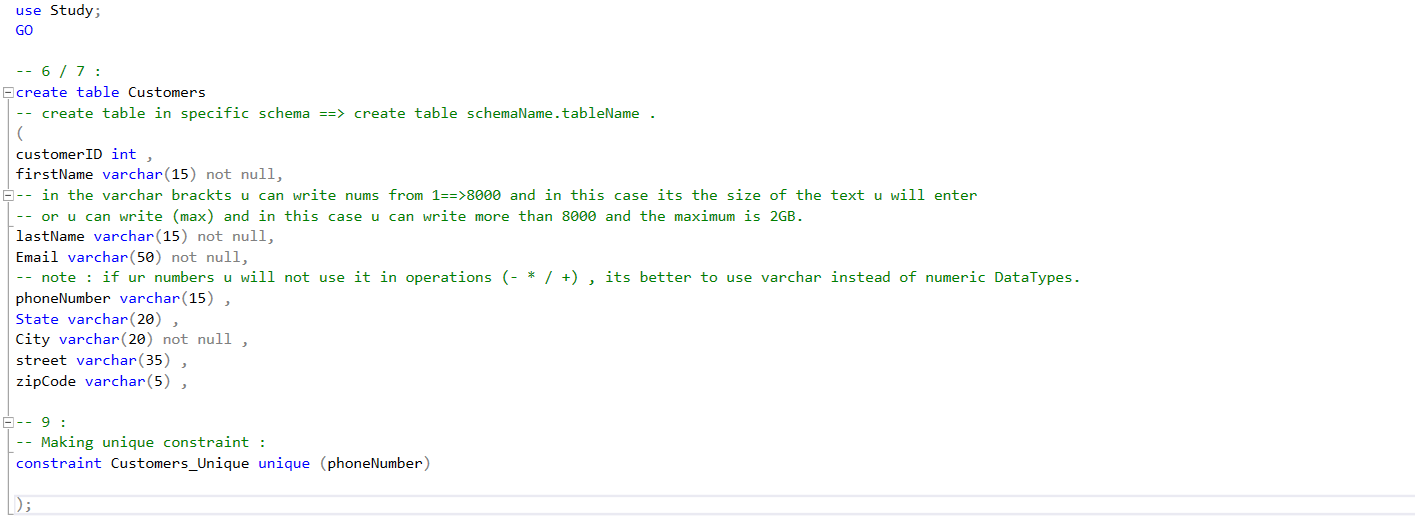 use Study;
GO
-- 6 / 7 :
create table Customers
-- create table in specific schema ==> create table schemaName.tableName .
(
customerID int ,
firstName varchar(15) not null,
-- in the varchar brackts u can write nums from 1==>8000 and in this case its the size of the text u will enter
-- or u can write (max) and in this case u can write more than 8000 and the maximum is 2GB.
lastName varchar(15) not null,
Email varchar(50) not null,
-- note : if ur numbers u will not use it in operations (- * / +) , its better to use varchar instead of numeric DataTypes.
phoneNumber varchar(15) ,
State varchar(20) ,
City varchar(20) not null ,
street varchar(35) ,
zipCode varchar(5) ,
-- 9 :
-- Making unique constraint :
constraint Customers_Unique unique (phoneNumber)
);